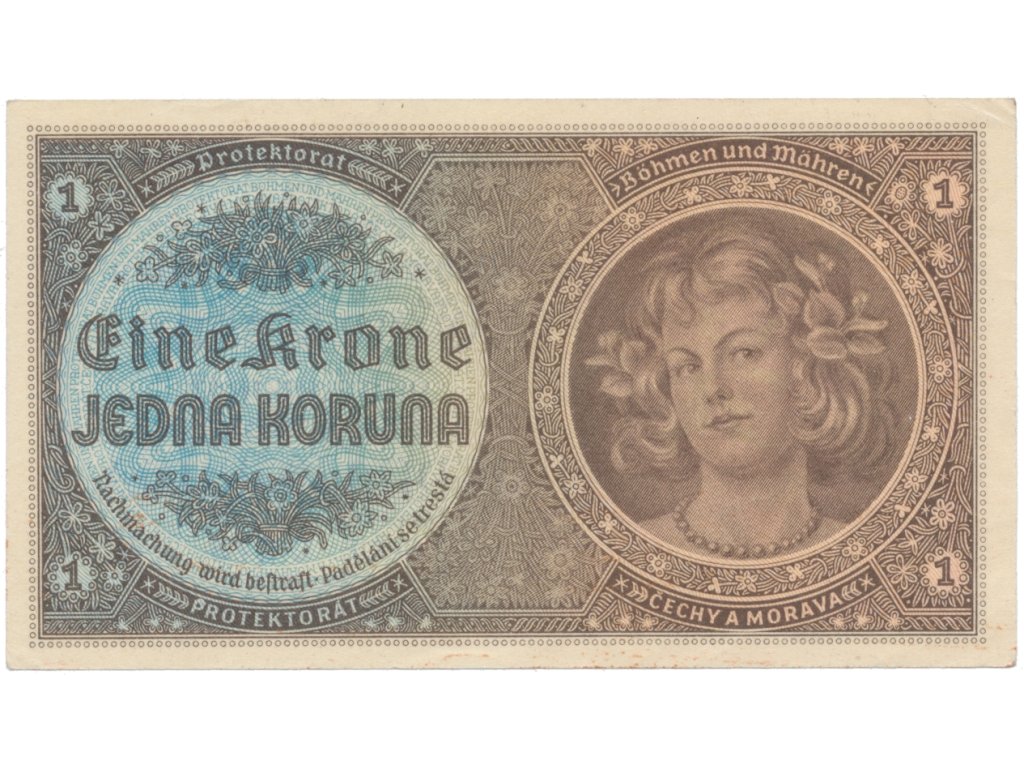 Protektorat
Böhmen und Mähren
1
1
Eine Krone
JEDNA KORUNA
Nachmachung wird bestraft · Padělání se trestá
1
1
PROTEKTORÁT
ČECHY A MORAVA